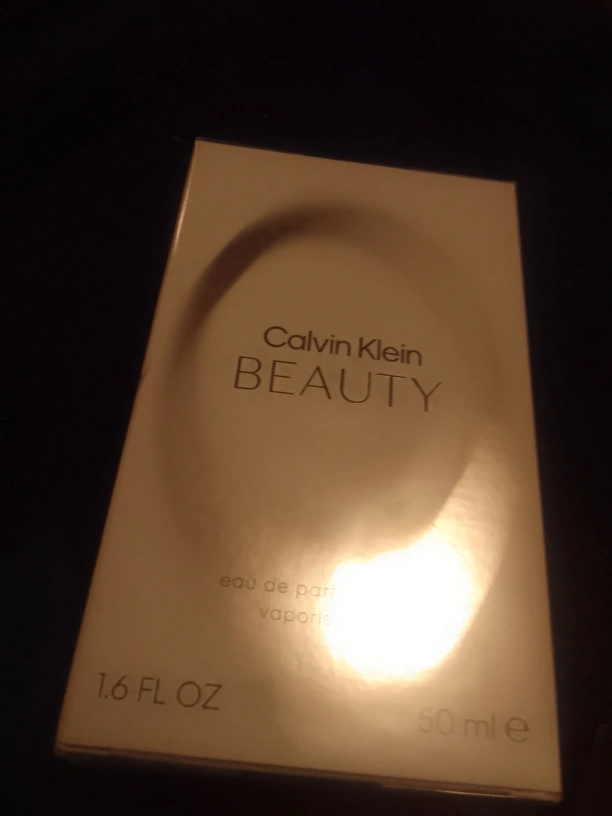 Calvin Klein
BEAUTY
eau de
1.6 FL OZ
50 ml e